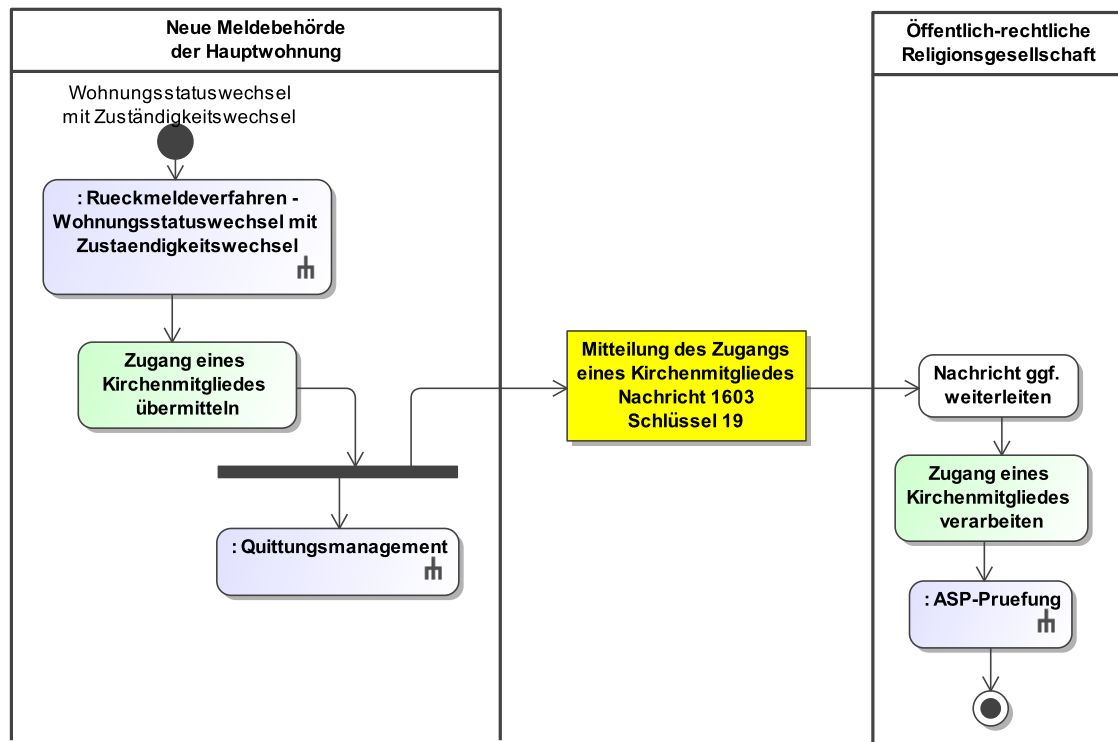 Neue Meldebehörde
der Hauptwohnung
Wohnungsstatuswechsel
mit Zuständigkeitswechsel
: Rueckmeldeverfahren -
Wohnungsstatuswechsel mit
Zustaendigkeitswechsel
Zugang eines
Kirchenmitgliedes
übermitteln
: Quittungsmanagement
Mitteilung des Zugangs
eines Kirchenmitgliedes
Nachricht 1603
Schlüssel 19
Öffentlich-rechtliche
Religionsgesellschaft
Nachricht ggf.
weiterleiten
Zugang eines
Kirchenmitgliedes
verarbeiten
: ASP-Pruefung